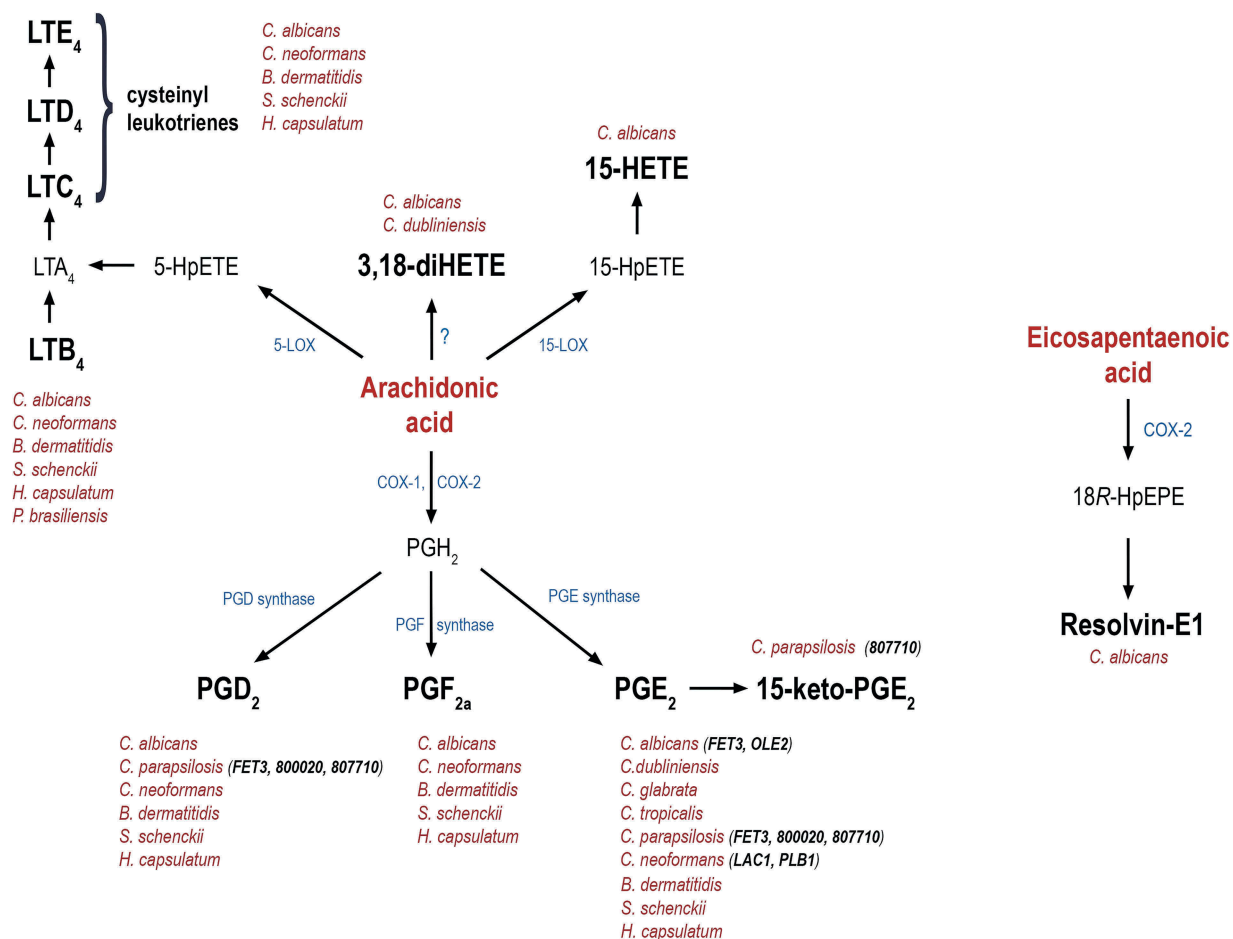 LTE4
LTD4
LTC4
cysteinyl
leukotrienes
C. albicans
C. neoformans
B. dermatitidis
S. schenckii
H. capsulatum
LTA4
5-HpETE
LTB4
C. albicans
C. neoformans
B. dermatitidis
S. schenckii
H. capsulatum
P. brasiliensis
5-LOX
C. albicans
C. dubliniensis
3,18-diHETE
?
C. albicans
15-HETE
15-HpETE
15-LOX
Arachidonic
acid
COX-1, COX-2
PGH2
PGD synthase
PGF synthase
PGE synthase
PGD2
C. albicans
C. parapsilosis (FET3, 800020, 807710)
C. neoformans
B. dermatitidis
S. schenckii
H. capsulatum
PGF2a
C. albicans
C. neoformans
B. dermatitidis
S. schenckii
H. capsulatum
PGE2
C. albicans (FET3, OLE2)
C.dubliniensis
C. glabrata
C. tropicalis
C. parapsilosis (FET3, 800020, 807710)
C. neoformans (LAC1, PLB1)
B. dermatitidis
S. schenckii
H. capsulatum
C. parapsilosis (807710)
15-keto-PGE2
Eicosapentaenoic
acid
COX-2
18R-HpEPE
Resolvin-E1
C. albicans